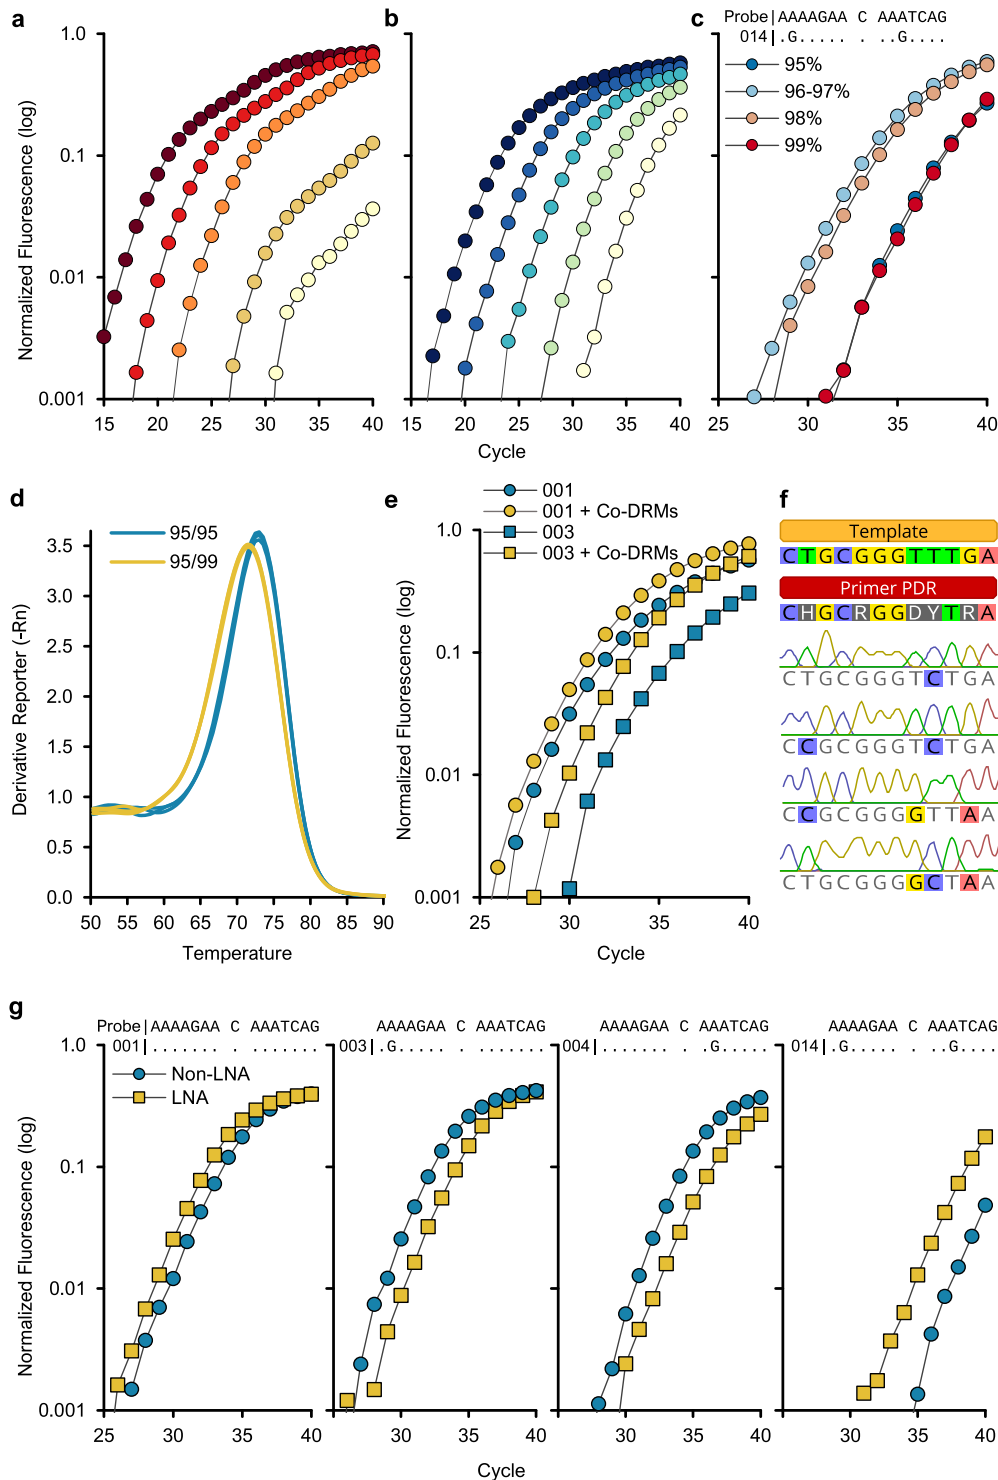 a
b
c
Probe AAAAGAA C AAATCAG
014 .G..... . ..G....
95%
96-97%
98%
99%
Normalized Fluorescence (log)
1.0
0.1
0.01
0.001
15 20 25 30 35 40
15 20 25 30 35 40
25 30 35 40
Cycle
d
95/95
95/99
Derivative Reporter (-Rn)
3.5
3.0
2.5
2.0
1.5
1.0
0.5
0.0
50 55 60 65 70 75 80 85 90
Temperature
e
001
001 + Co-DRMs
003
003 + Co-DRMs
Normalized Fluorescence (log)
1.0
0.1
0.01
0.001
25 30 35 40
Cycle
f
Template
CTGCGGGTTTGA
Primer PDR
CHGCRGGDYTRA
CTGCGGGTCTGA
CCGCGGGTCTGA
CCGCGGGGTTAA
CTGCGGGGCTAA
g
Probe AAAAGAA C AAATCAG
001 ....... . .......
Non-LNA
LNA
AAAAGAA C AAATCAG
003 .G..... . .......
AAAAGAA C AAATCAG
004 ....... . ...G...
AAAAGAA C AAATCAG
014 .G..... . ...G...
Normalized Fluorescence (log)
1.0
0.1
0.01
0.001
25 30 35 40
30 35 40
30 35 40
30 35 40
Cycle